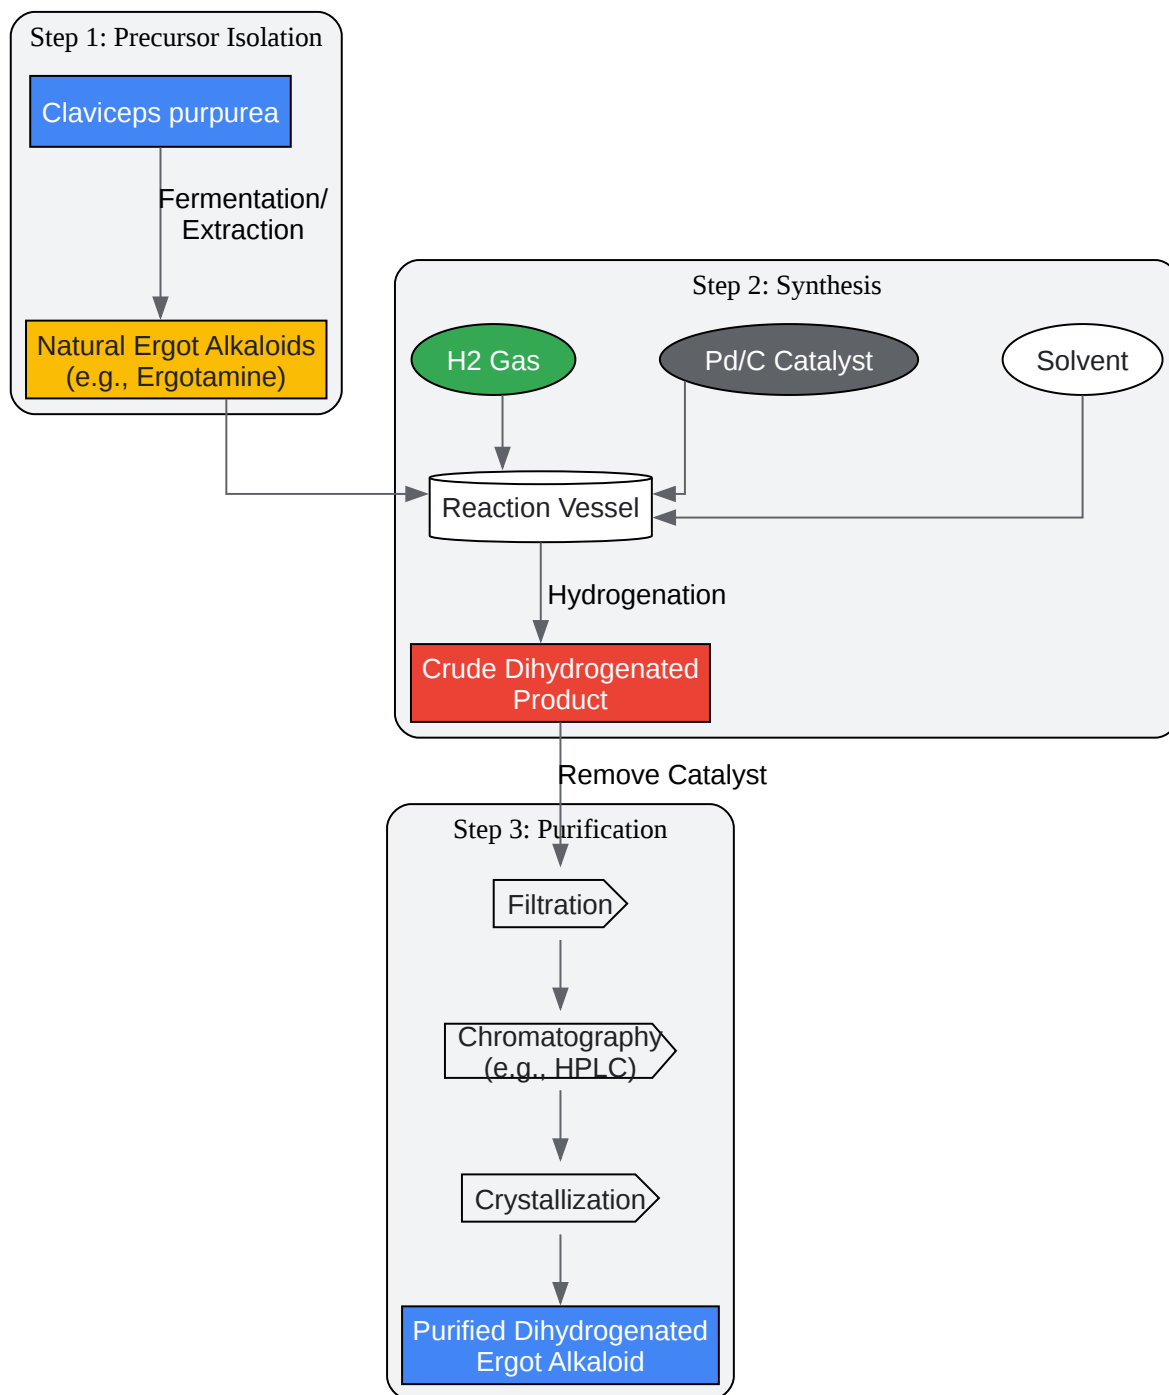 Step 1: Precursor Isolation
Claviceps purpurea
Fermentation/
Extraction
Natural Ergot Alkaloids
(e.g., Ergotamine)
Step 2: Synthesis
H2 Gas
Pd/C Catalyst
Solvent
Reaction Vessel
Hydrogenation
Crude Dihydrogenated
Product
Remove Catalyst
Step 3: Purification
Filtration
Chromatography
(e.g., HPLC)
Crystallization
Purified Dihydrogenated
Ergot Alkaloid